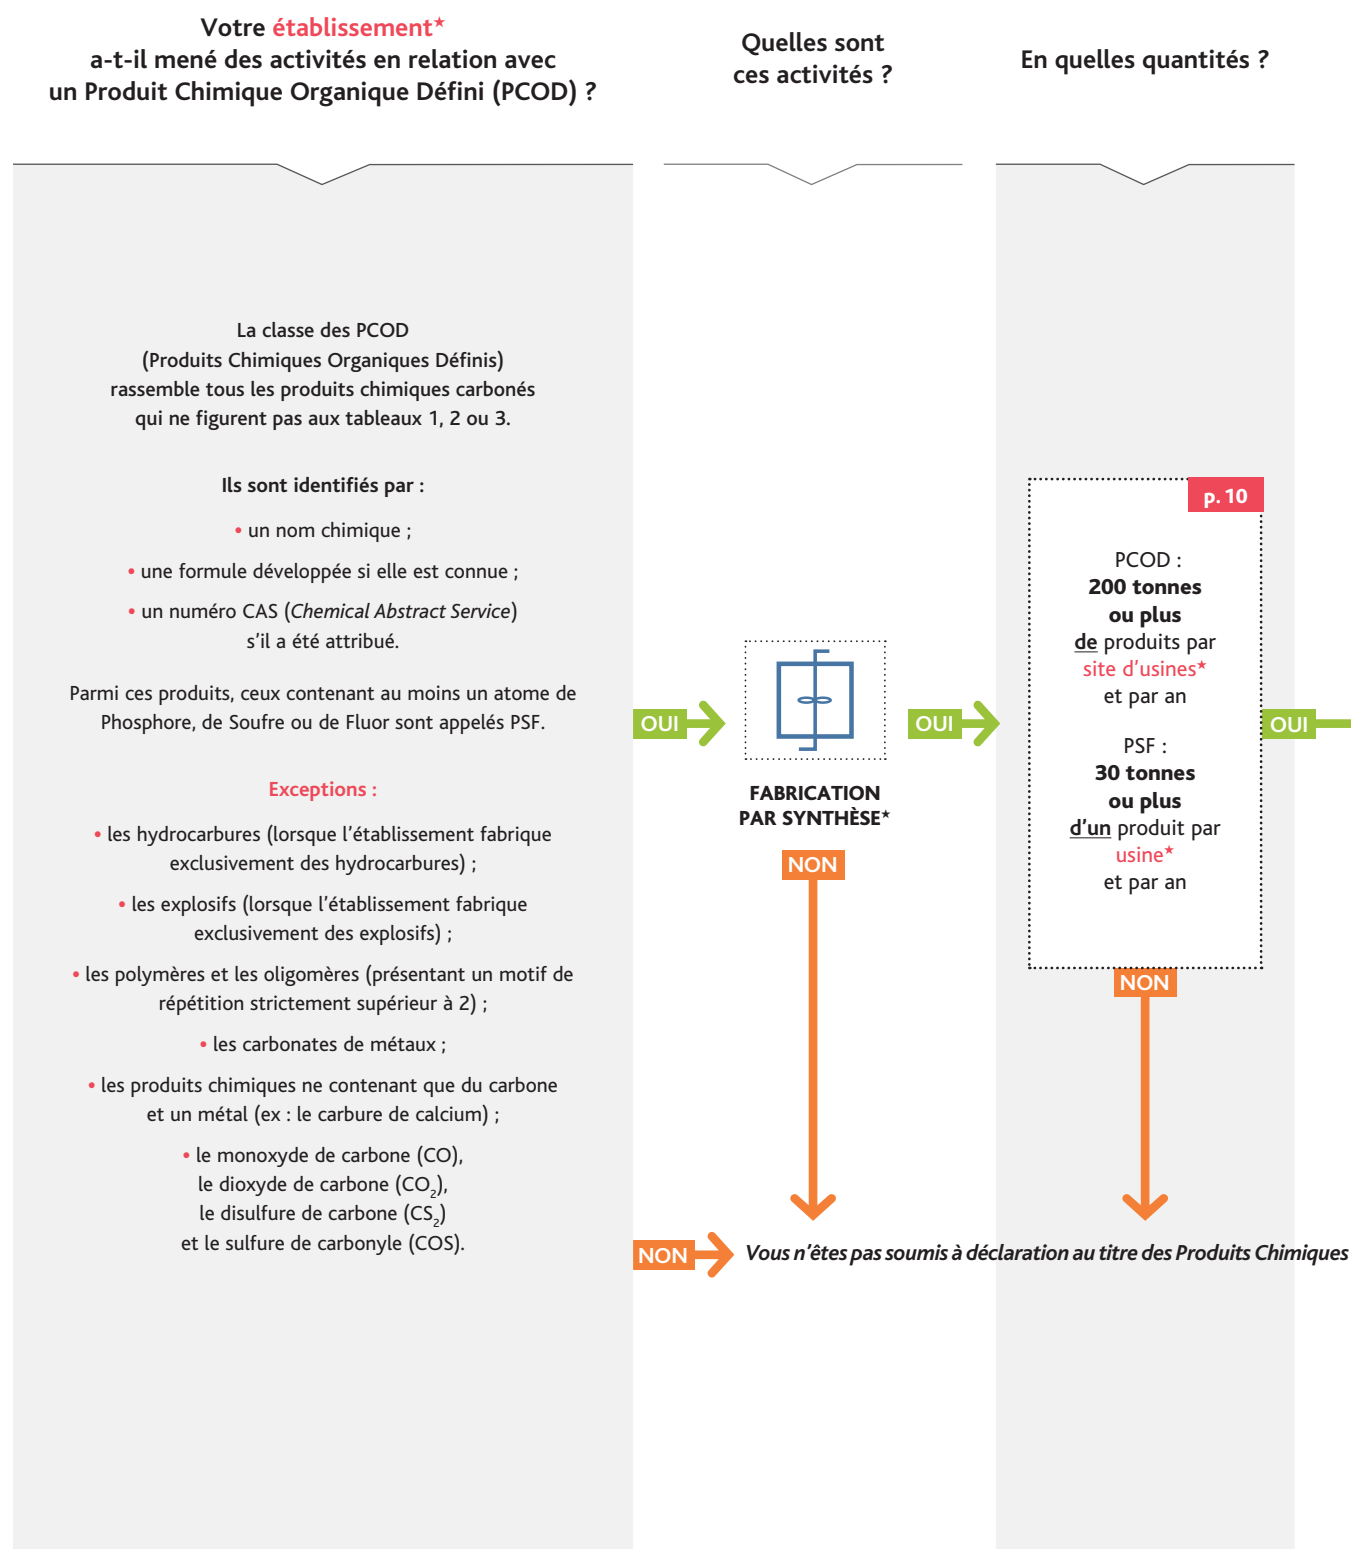 Votre établissement★
a-t-il mené des activités en relation avec
un Produit Chimique Organique Défini (PCOD) ?
Quelles sont
ces activités ?
En quelles quantités ?
La classe des PCOD
(Produits Chimiques Organiques Définis)
rassemble tous les produits chimiques carbonés
qui ne figurent pas aux tableaux 1, 2 ou 3.
Ils sont identifiés par :
• un nom chimique ;
• une formule développée si elle est connue ;
• un numéro CAS (Chemical Abstract Service)
s'il a été attribué.
Parmi ces produits, ceux contenant au moins un atome de
Phosphore, de Soufre ou de Fluor sont appelés PSF.
Exceptions :
• les hydrocarbures (lorsque l'établissement fabrique
exclusivement des hydrocarbures) ;
• les explosifs (lorsque l'établissement fabrique
exclusivement des explosifs) ;
• les polymères et les oligomères (présentant un motif de
répétition strictement supérieur à 2) ;
• les carbonates de métaux ;
• les produits chimiques ne contenant que du carbone
et un métal (ex : le carbure de calcium) ;
• le monoxyde de carbone (CO),
le dioxyde de carbone (CO₂),
le disulfure de carbone (CS₂)
et le sulfure de carbonyle (COS).
OUI
FABRICATION
PAR SYNTHÈSE★
NON
OUI
p. 10
PCOD :
200 tonnes
ou plus
de produits par
site d'usines★
et par an
PSF :
30 tonnes
ou plus
d'un produit par
usine★
et par an
OUI
NON
NON
Vous n'êtes pas soumis à déclaration au titre des Produits Chimiques